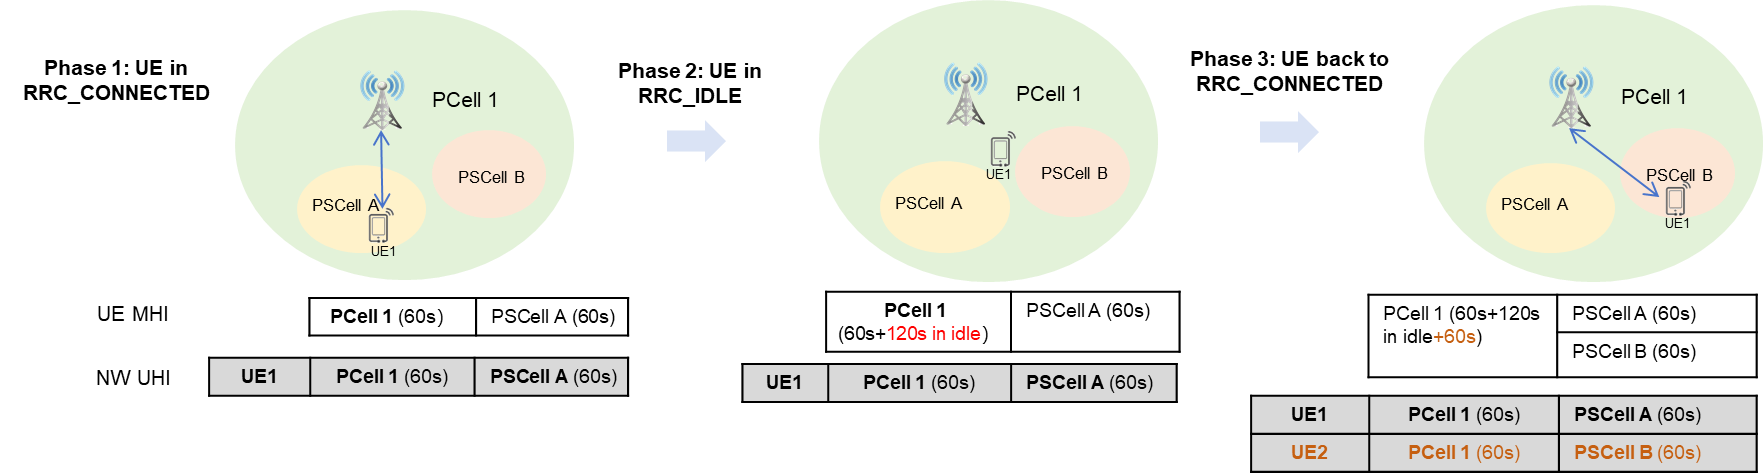 Phase 1: UE in
RRC_CONNECTED
PCell 1
PSCell B
PSCell A
UE1
UE MHI
PCell 1 (60s)
PSCell A (60s)
NW UHI
UE1
PCell 1 (60s)
PSCell A (60s)
Phase 2: UE in
RRC_IDLE
PCell 1
UE1
PSCell B
PSCell A
PCell 1
(60s+120s in idle)
PSCell A (60s)
UE1
PCell 1 (60s)
PSCell A (60s)
Phase 3: UE back to
RRC_CONNECTED
PCell 1
PSCell B
PSCell A
UE1
PCell 1 (60s+120s
in idle+60s)
PSCell A (60s)
PSCell B (60s)
UE1
PCell 1 (60s)
PSCell A (60s)
UE2
PCell 1 (60s)
PSCell B (60s)